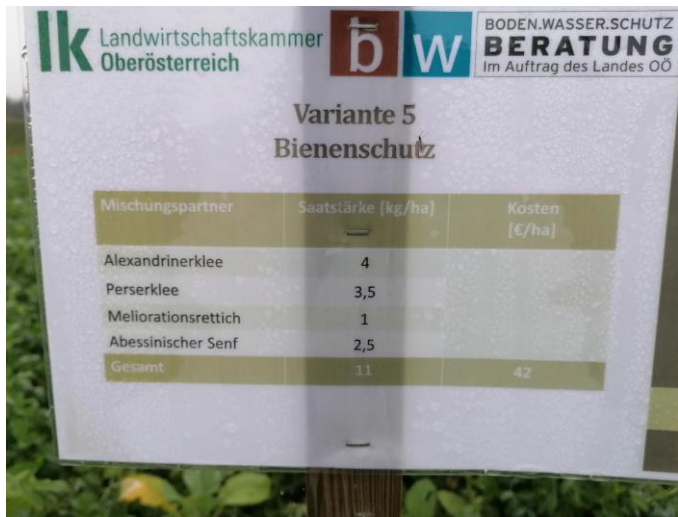 lk Landwirtschaftskammer
Oberösterreich
b w BODEN.WASSER.SCHUTZ
BERATUNG
Im Auftrag des Landes OÖ
Variante 5
Bienenschutz
Mischungspartner Saatstärke [kg/ha] Kosten
[€/ha]
Alexandrinerklee 4
Perserklee 3,5
Meliorationsrettich 1
Abessinischer Senf 2,5
Gesamt 11 42